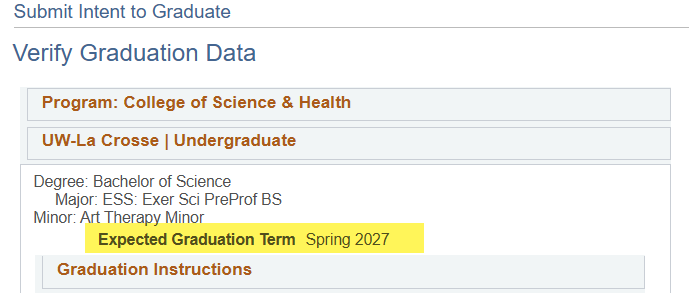 Submit Intent to Graduate
Verify Graduation Data
Program: College of Science & Health
UW-La Crosse | Undergraduate
Degree: Bachelor of Science
Major: ESS: Exer Sci PreProf BS
Minor: Art Therapy Minor
Expected Graduation Term Spring 2027
Graduation Instructions